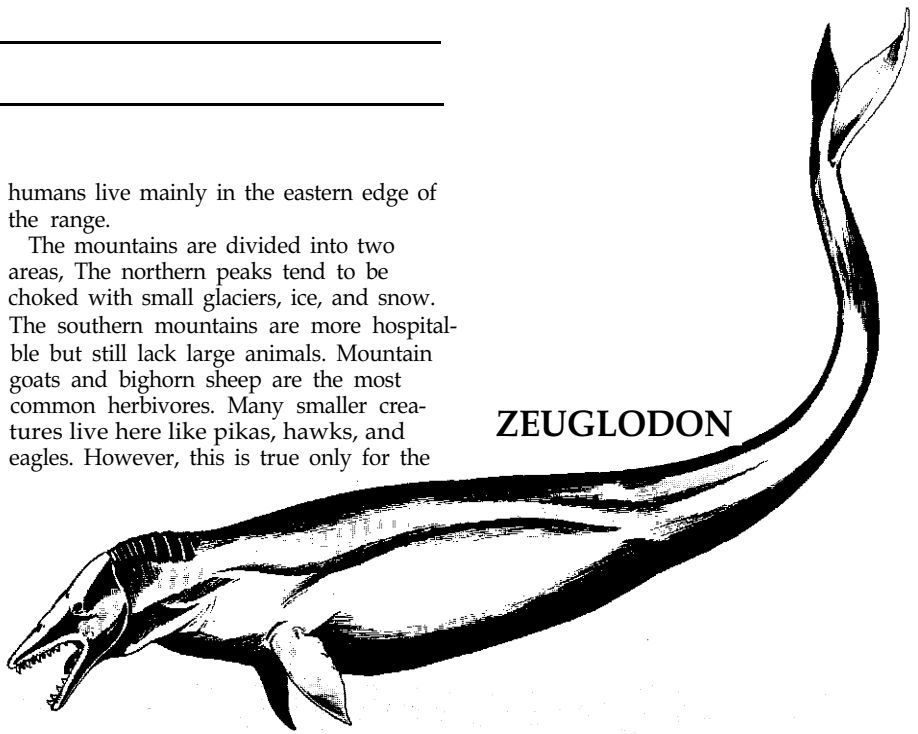 humans live mainly in the eastern edge of
the range.
The mountains are divided into two
areas, The northern peaks tend to be
choked with small glaciers, ice, and snow.
The southern mountains are more hospital-
ble but still lack large animals. Mountain
goats and bighorn sheep are the most
common herbivores. Many smaller crea-
tures live here like pikas, hawks, and
eagles. However, this is true only for the
ZEUGLODON